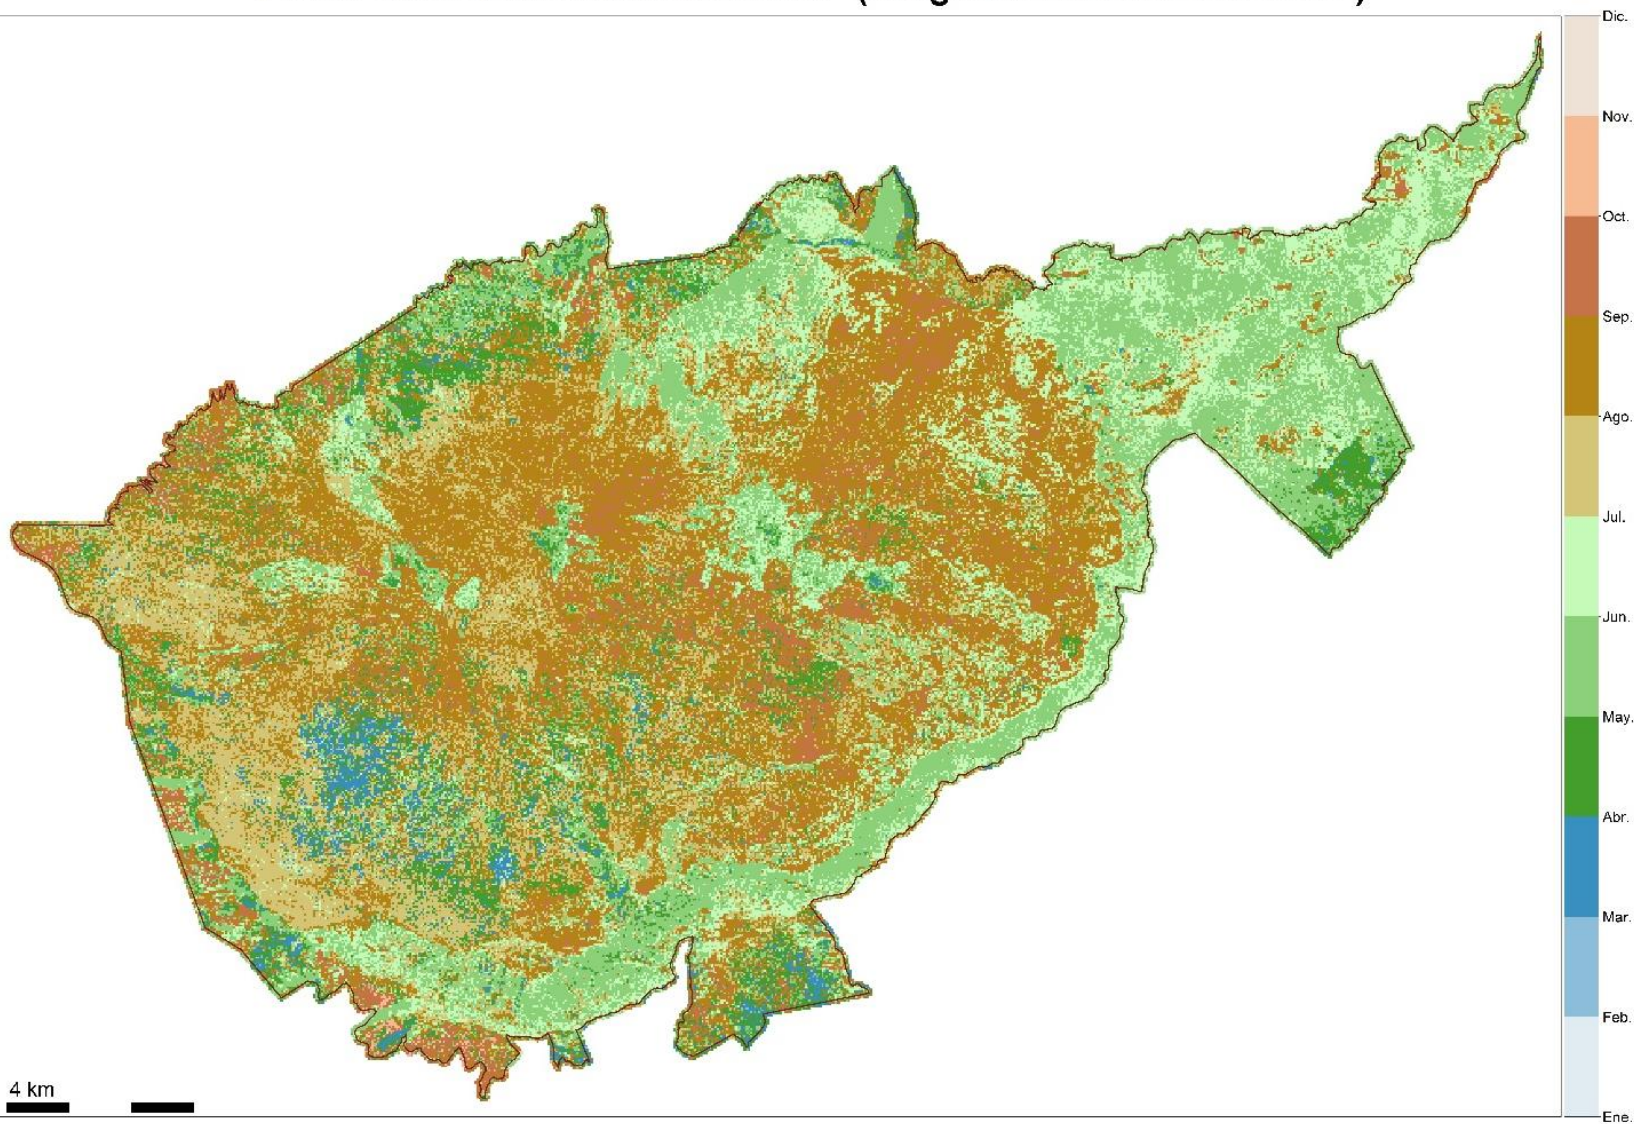 Dic.
Nov.
Oct.
Sep.
Ago.
Jul.
Jun.
May.
Abr.
Mar.
Feb.
Ene.
4 km